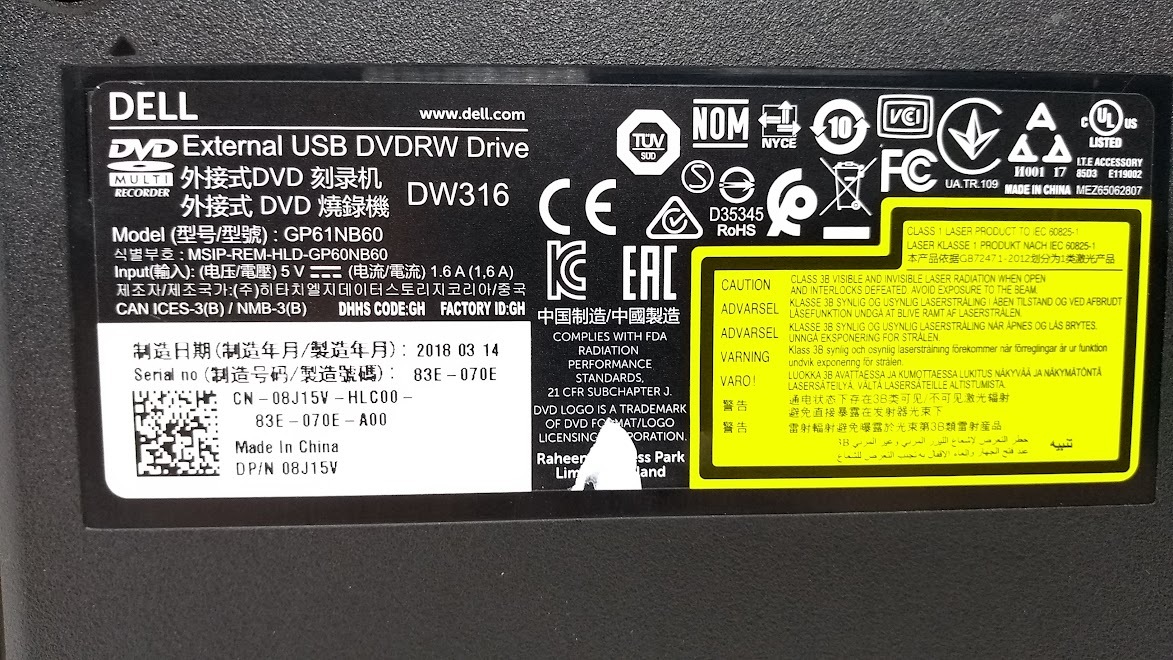 DELL
www.dell.com
DVD External USB DVDRW Drive
MULTI RECORDER
外接式DVD 刻录机
外接式 DVD 燒錄機
DW316
Model (型号/型號) : GP61NB60
식별부호 : MSIP-REM-HLD-GP60NB60
Input(輸入): (电压/電壓) 5 V (电流/電流) 1.6 A (1,6 A)
제조자/제조국가:(주)히타치엘지데이터스토리지코리아/중국
CAN ICES-3(B) / NMB-3(B) DHHS CODE:GH FACTORY ID:GH
制造日期(制造年月/製造年月): 2018 03 14
Serial no (制造号码/製造號碼): 83E-070E
CN-08J15V-HLC00-
83E-070E-A00
Made In China
DP/N 08J15V
TÜV
SÜD
NOM
NYCE
10
VCI
UA.TR.109
И001 17
C UL US
LISTED
I.T.E ACCESSORY
85D3 E119002
MADE IN CHINA MEZ65062807
CE
S
D35345
RoHS
FC
KC
EAC
中国制造/中國製造
COMPLIES WITH FDA
RADIATION
PERFORMANCE
STANDARDS,
21 CFR SUBCHAPTER J.
DVD LOGO IS A TRADEMARK
OF DVD FORMAT/LOGO
LICENSING
Park
CLASS 1 LASER PRODUCT TO IEC 60825-1
LASER KLASSE 1 PRODUKT NACH IEC 60825-1
本产品依据GB7247.1-2012划分为1类激光产品
CAUTION CLASS 3B VISIBLE AND INVISIBLE LASER RADIATION WHEN OPEN
AND INTERLOCKS DEFEATED. AVOID EXPOSURE TO THE BEAM.
ADVARSEL KLASSE 3B SYNLIG OG USYNLIG LASERSTRÅLING I ÅBEN TILSTAND OG VED AFBRUDT
LÅSEFUNKTION UNDGÅ AT BLIVE RAMT AF LASERSTRÅLEN.
ADVARSEL KLASSE 3B SYNLIG OG USYNLIG LASERSTRÅLING NÅR ÅPNES OG LÅS BRYTES.
UNNGÅ EKSPONERING FOR STRÅLEN.
VARNING Klass 3B synlig och osynlig laserstrålning förekommer när förreglingar är ur funktion
undvik exponering för strålen.
VARO! LUOKKA 3B AVATTAESSA JA KUMOTTAESSA LUKITUS NÄKYVÄÄ JA NÄKYMÄTÖNTÄ
LASERSÄTEILYÄ. VÄLTÄ LASERSÄTEILLE ALTISTUMISTA.
警告 通电状态下存在3B类可见/不可见激光辐射
避免直接暴露在发射器光束下
警告 雷射輻射避免曝露於光束第3B類雷射産品
تنبيه